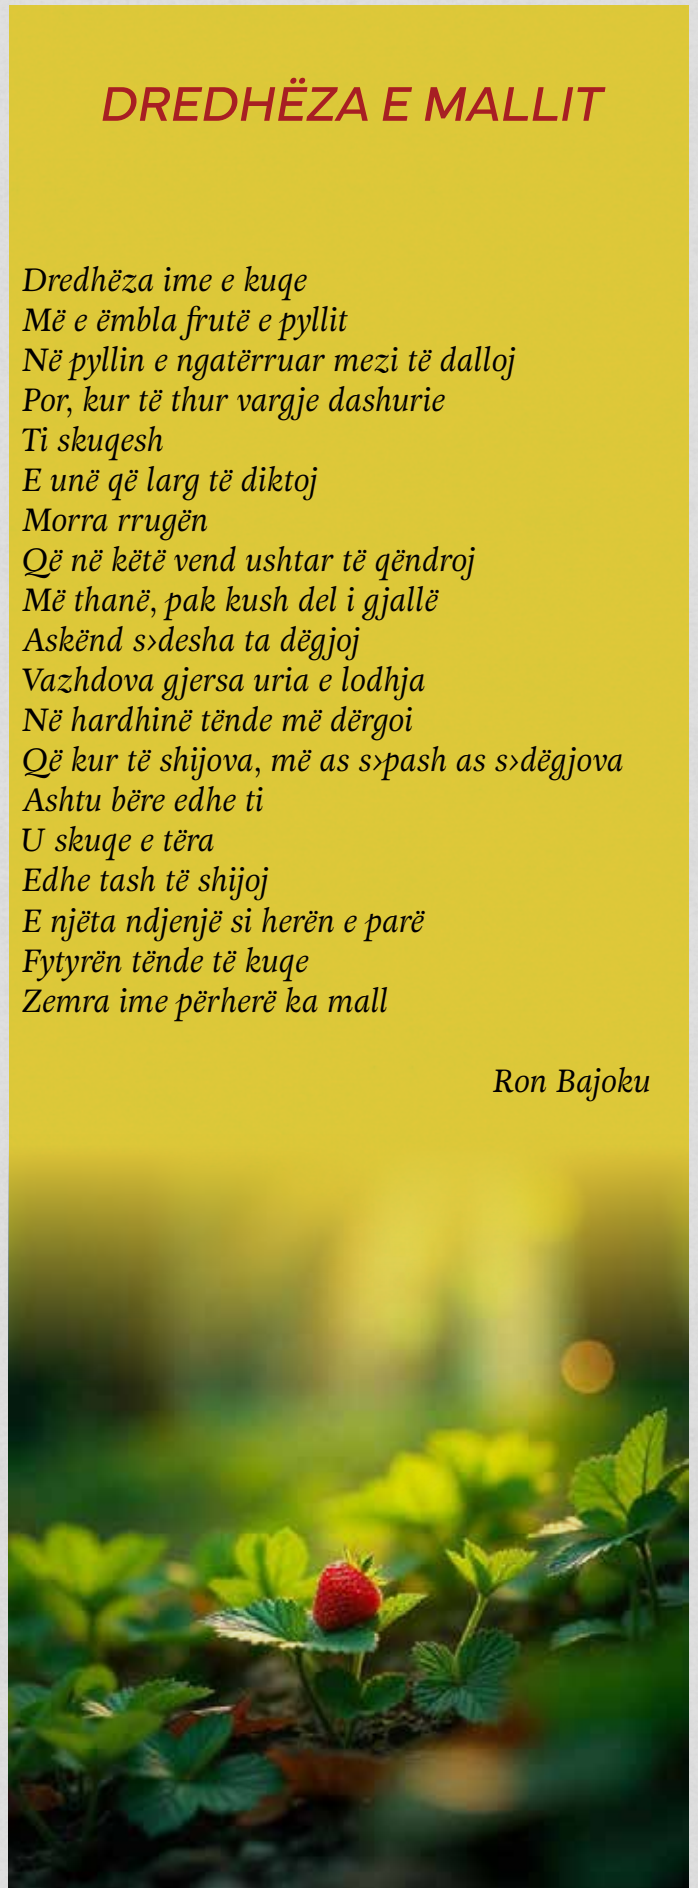 DREDHËZA E MALLIT
Dredhëza ime e kuqe
Më e ëmbla frutë e pyllit
Në pyllin e ngatërruar mezi të dalloj
Por, kur të thur vargje dashurie
Ti skuqesh
E unë që larg të diktoj
Morra rrugën
Që në këtë vend ushtar të qëndroj
Më thanë, pak kush del i gjallë
Askënd s›desha ta dëgjoj
Vazhdova gjersa uria e lodhja
Në hardhinë tënde më dërgoi
Që kur të shijova, më as s›pash as s›dëgjova
Ashtu bëre edhe ti
U skuqe e tëra
Edhe tash të shijoj
E njëta ndjenjë si herën e parë
Fytyrën tënde të kuqe
Zemra ime përherë ka mall
Ron Bajoku